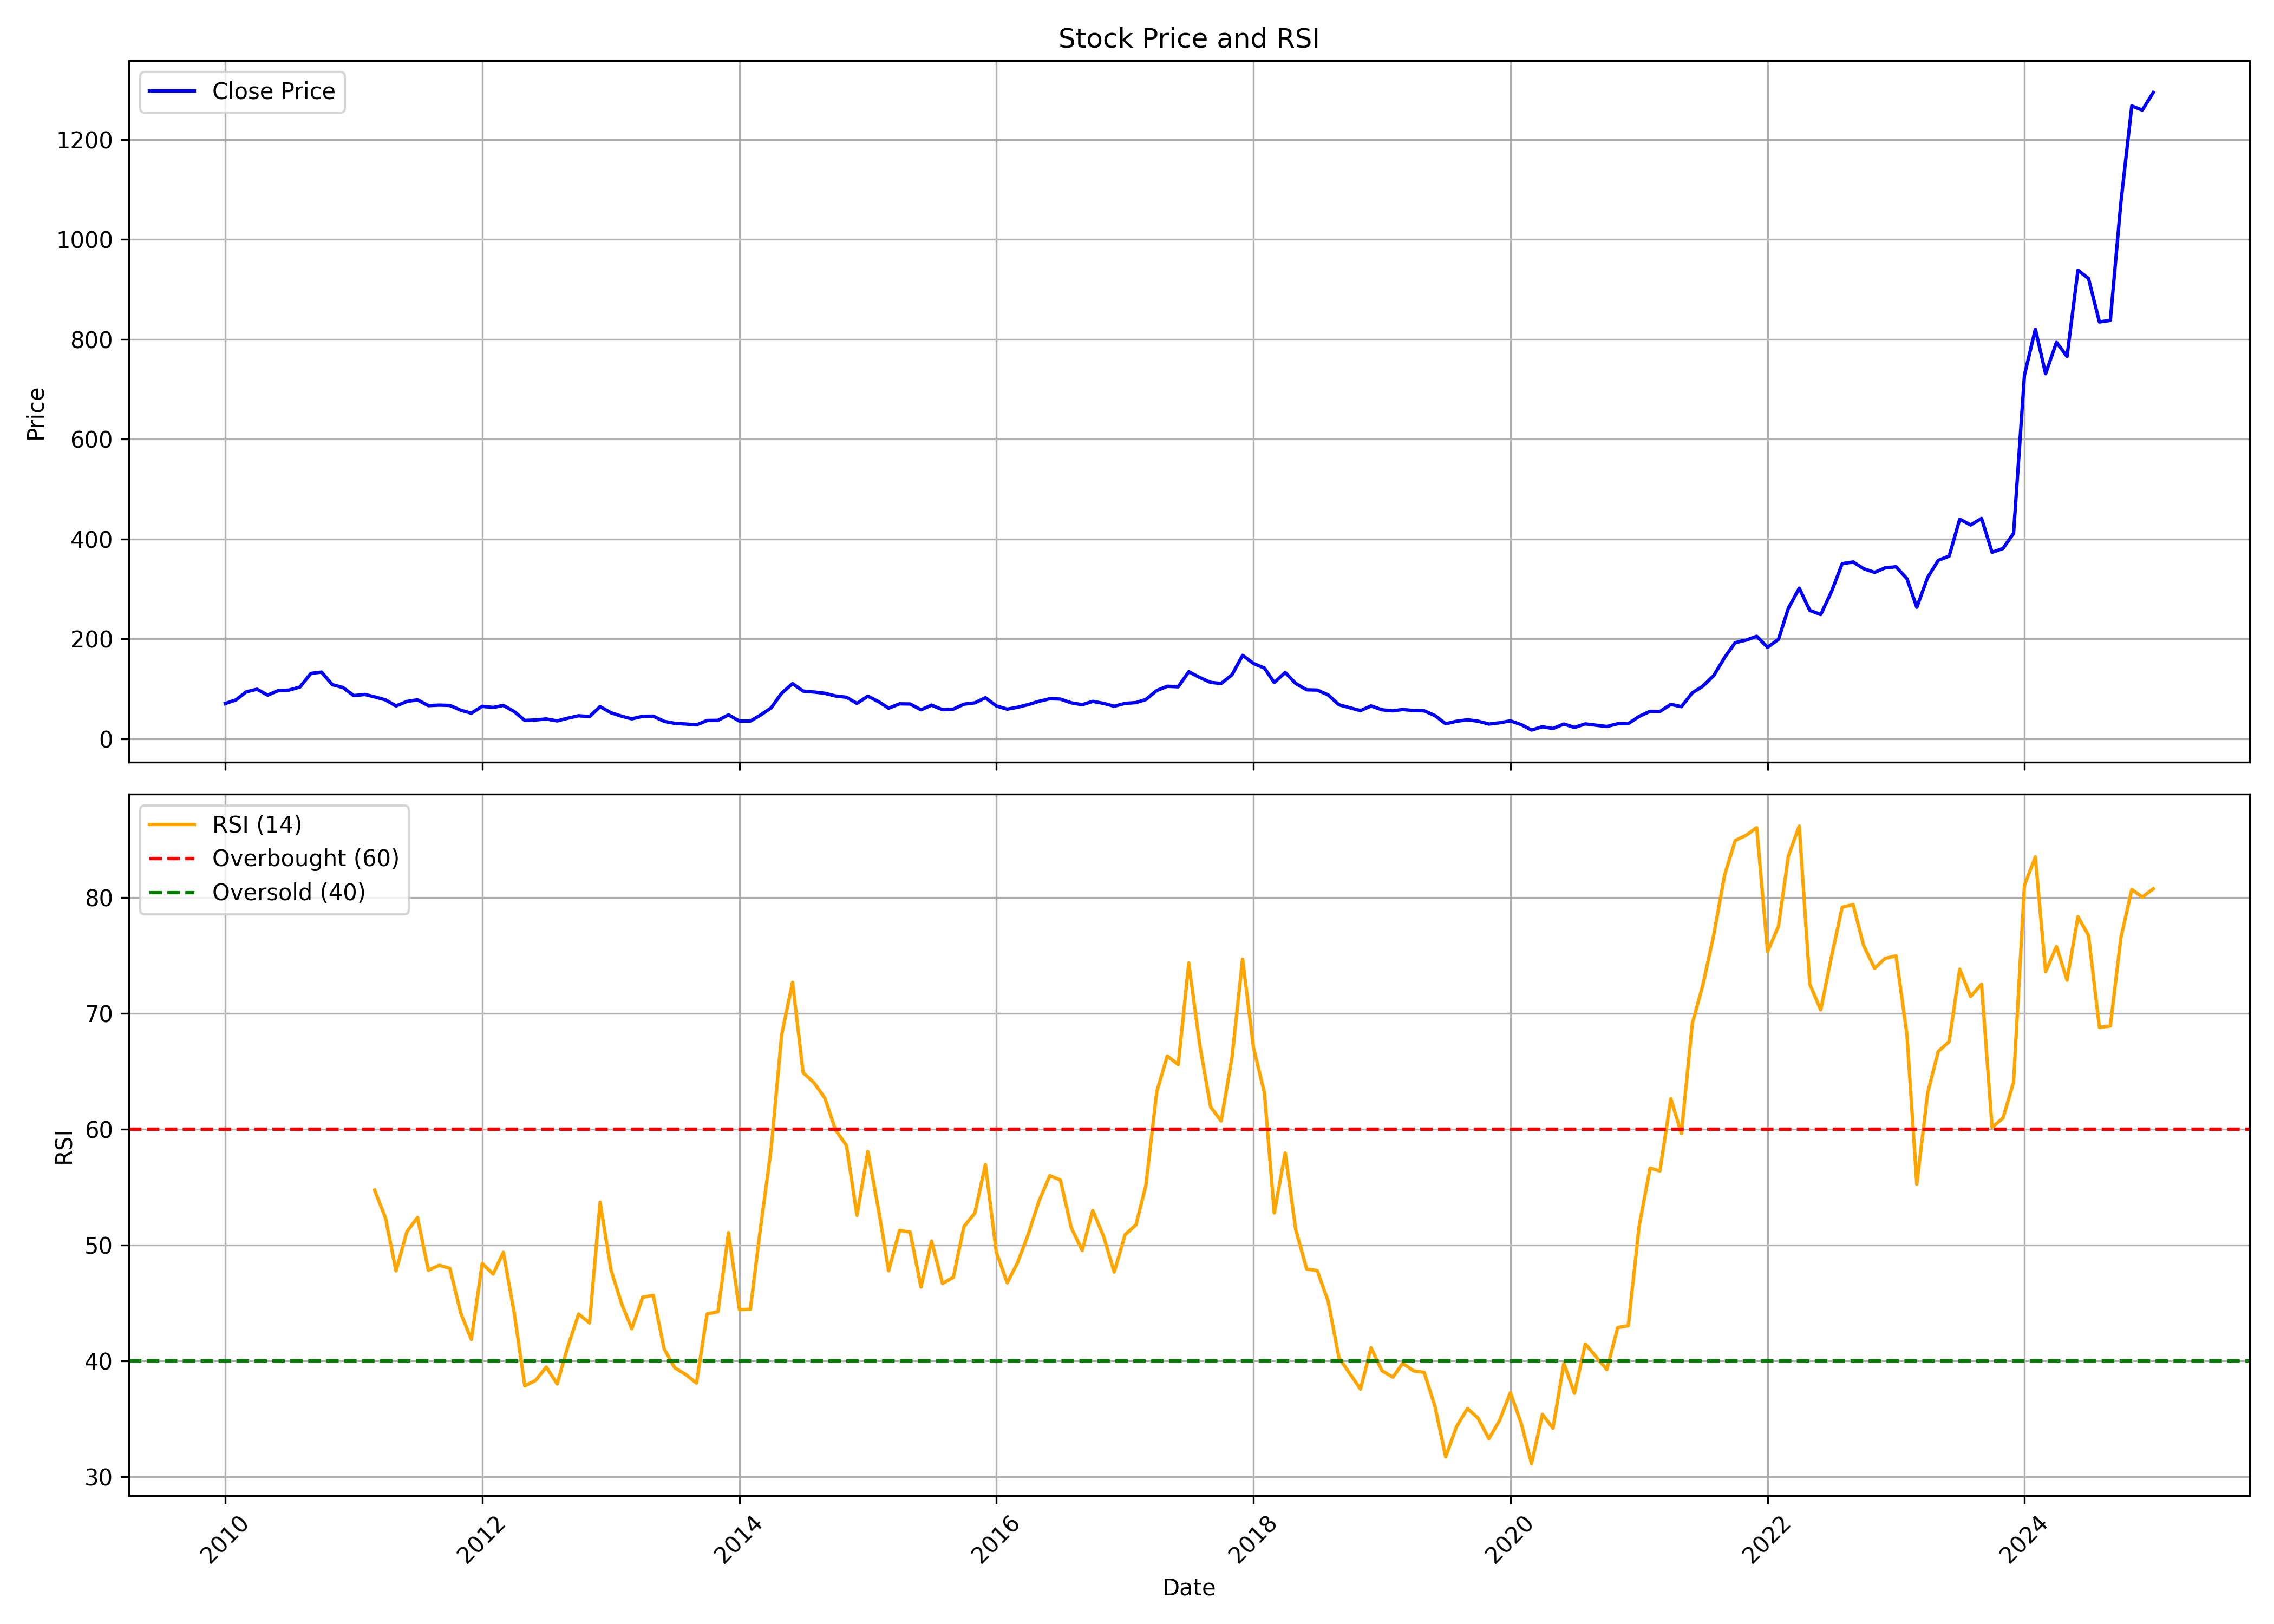 Stock Price and RSI
Close Price
1200
1000
800
600
400
200
0
Price
RSI (14)
Overbought (60)
Oversold (40)
80
70
60
50
40
30
RSI
2010
2012
2014
2016
2018
2020
2022
2024
Date